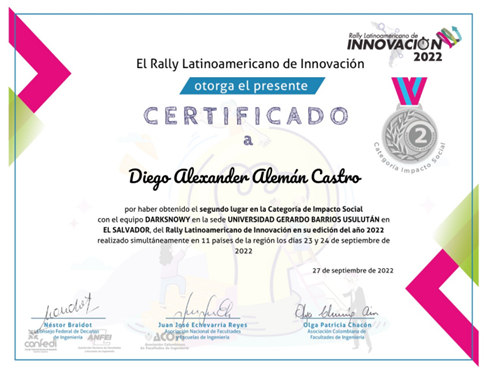 Rally Latinoamericano de
INNOVACIÓN
2022
El Rally Latinoamericano de Innovación
otorga el presente
CERTIFICADO
a
2
Categoría Impacto Social
Diego Alexander Alemán Castro
por haber obtenido el segundo lugar en la Categoría de Impacto Social
con el equipo DARKSNOWY en la sede UNIVERSIDAD GERARDO BARRIOS USULUTÁN en
EL SALVADOR, del Rally Latinoamericano de Innovación en su edición del año 2022
realizado simultáneamente en 11 países de la región los días 23 y 24 de septiembre de
2022
27 de septiembre de 2022
Néstor Braidot
Consejo Federal de Decanos
de Ingeniería
confedi
ANFEI
Juan José Echevarría Reyes
Asociación Nacional de Facultades
y Escuelas de Ingeniería
ACOFI
Asociación Colombiana
de Facultades de Ingeniería
Olga Patricia Chacón
Asociación Colombiana de
Facultades de Ingeniería